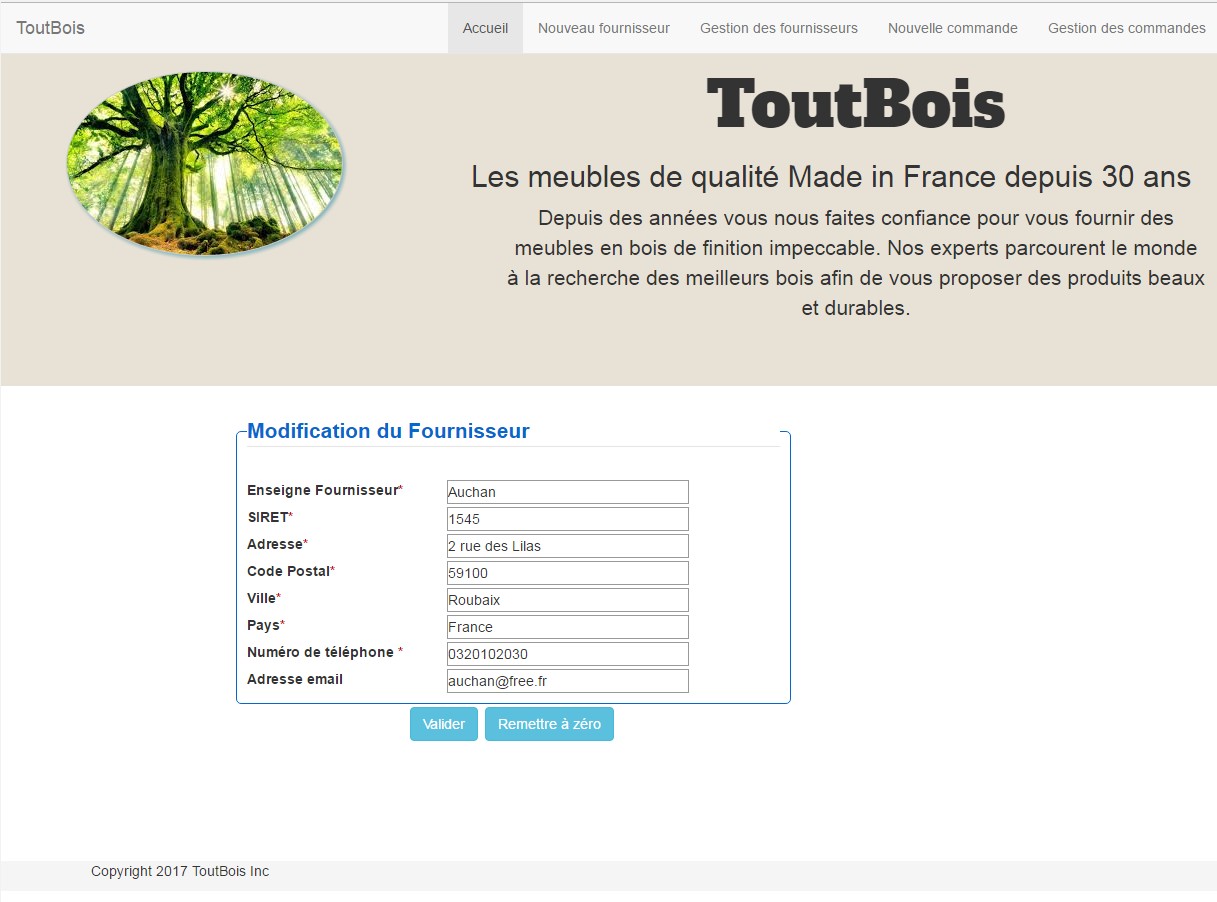 ToutBois Accueil Nouveau fournisseur Gestion des fournisseurs Nouvelle commande Gestion des commandes
ToutBois
Les meubles de qualité Made in France depuis 30 ans
Depuis des années vous nous faites confiance pour vous fournir des
meubles en bois de finition impeccable. Nos experts parcourent le monde
à la recherche des meilleurs bois afin de vous proposer des produits beaux
et durables.
Modification du Fournisseur
Enseigne Fournisseur* Auchan
SIRET* 1545
Adresse* 2 rue des Lilas
Code Postal* 59100
Ville* Roubaix
Pays* France
Numéro de téléphone * 0320102030
Adresse email auchan@free.fr
Valider Remettre à zéro
Copyright 2017 ToutBois Inc